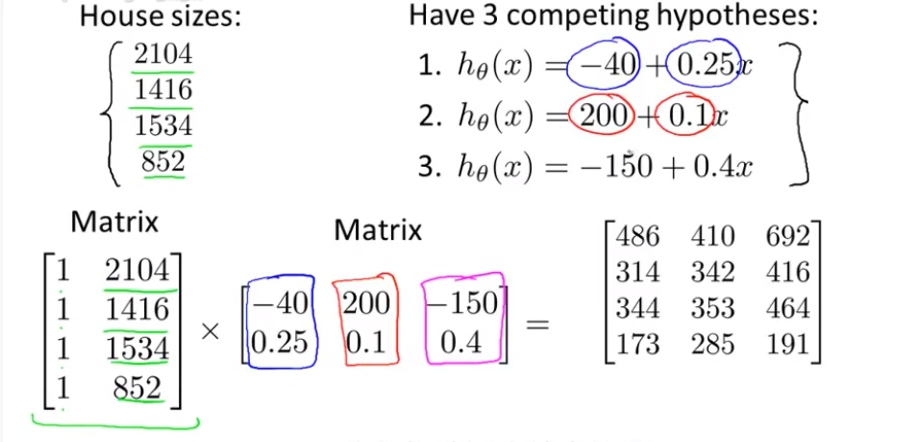 House sizes:
2104
1416
1534
852
Have 3 competing hypotheses:
1. hθ(x) = −40 + 0.25x
2. hθ(x) = 200 + 0.1x
3. hθ(x) = −150 + 0.4x
Matrix
1 2104
1 1416
1 1534
1 852
×
Matrix
−40 200 −150
0.25 0.1 0.4
=
486 410 692
314 342 416
344 353 464
173 285 191